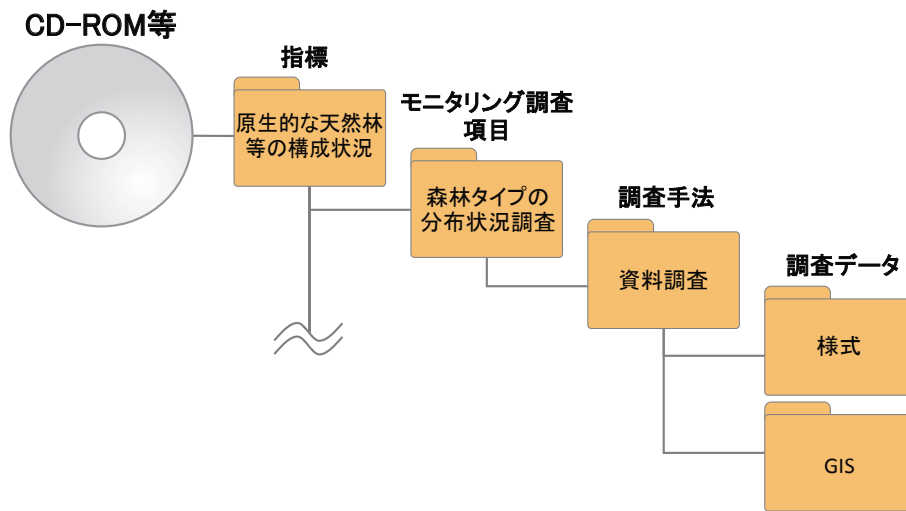 CD-ROM等
指標
原生的な天然林
等の構成状況
モニタリング調査
項目
森林タイプの
分布状況調査
調査手法
資料調査
調査データ
様式
GIS